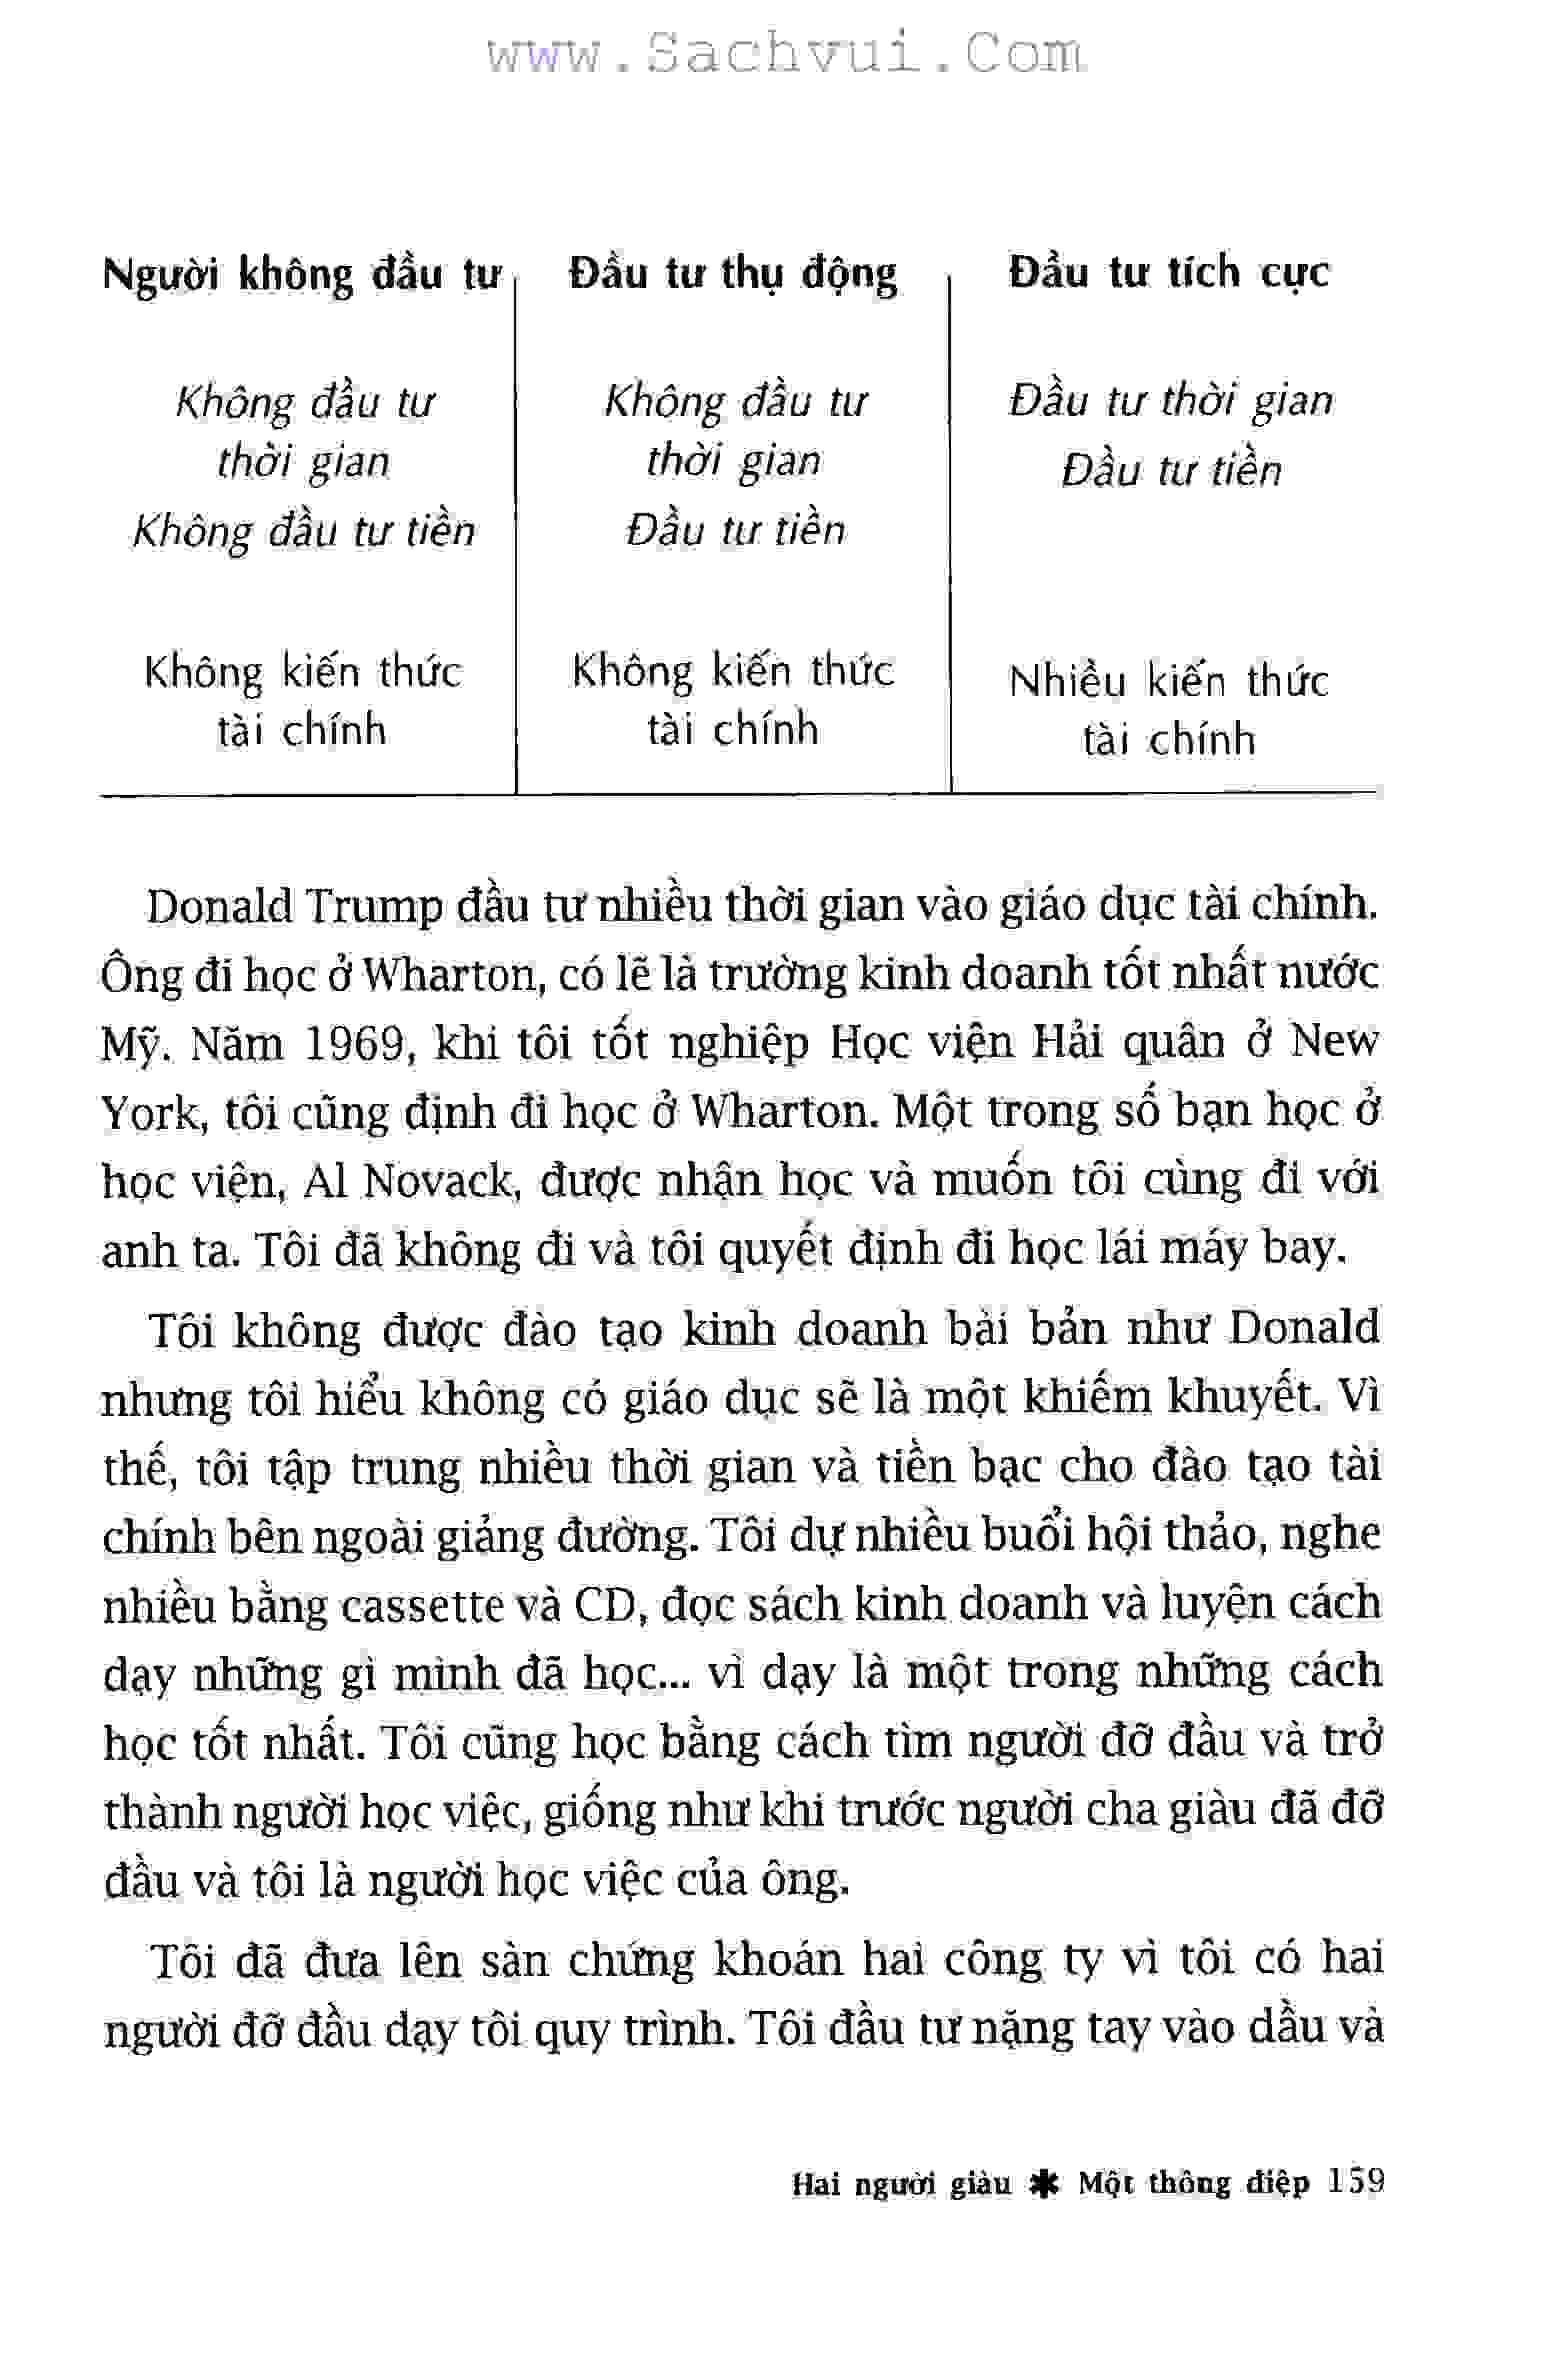 www.Sachvui.Com
Người không đầu tư
Đầu tư thụ động
Đầu tư tích cực
Không đầu tư
thời gian
Không đầu tư tiền
Không đầu tư
thời gian
Đầu tư tiền
Đầu tư thời gian
Đầu tư tiền
Không kiến thức
tài chính
Không kiến thức
tài chính
Nhiều kiến thức
tài chính
Donald Trump đầu tư nhiều thời gian vào giáo dục tài chính.
Ông đi học ở Wharton, có lẽ là trường kinh doanh tốt nhất nước
Mỹ. Năm 1969, khi tôi tốt nghiệp Học viện Hải quân ở New
York, tôi cũng định đi học ở Wharton. Một trong số bạn học ở
học viện, Al Novack, được nhận học và muốn tôi cùng đi với
anh ta. Tôi đã không đi và tôi quyết định đi học lái máy bay.
Tôi không được đào tạo kinh doanh bài bản như Donald
nhưng tôi hiểu không có giáo dục sẽ là một khiếm khuyết. Vì
thế, tôi tập trung nhiều thời gian và tiền bạc cho đào tạo tài
chính bên ngoài giảng đường. Tôi dự nhiều buổi hội thảo, nghe
nhiều bằng cassette và CD, đọc sách kinh doanh và luyện cách
dạy những gì mình đã học... vì dạy là một trong những cách
học tốt nhất. Tôi cũng học bằng cách tìm người đỡ đầu và trở
thành người học việc, giống như khi trước người cha giàu đã đỡ
đầu và tôi là người học việc của ông.
Tôi đã đưa lên sàn chứng khoán hai công ty vì tôi có hai
người đỡ đầu dạy tôi quy trình. Tôi đầu tư nặng tay vào dầu và
Hai người giàu ✱ Một thông điệp 159